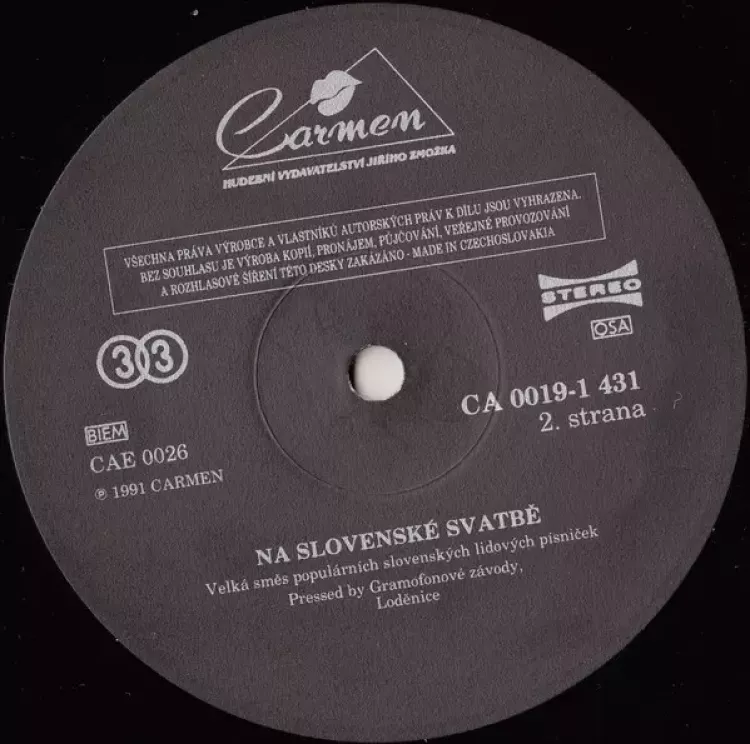 Carmen
HUDEBNÍ VYDAVATELSTVÍ JIŘÍHO ZMOŽKA
VŠECHNA PRÁVA VÝROBCE A VLASTNÍKŮ AUTORSKÝCH PRÁV K DÍLU JSOU VYHRAZENA.
BEZ SOUHLASU JE VÝROBA KOPIÍ, PRONÁJEM, PŮJČOVÁNÍ, VEŘEJNÉ PROVOZOVÁNÍ
A ROZHLASOVÉ ŠÍŘENÍ TÉTO DESKY ZAKÁZÁNO - MADE IN CZECHOSLOVAKIA
STEREO
OSA
33
CA 0019-1 431
2. strana
BIEM
CAE 0026
℗ 1991 CARMEN
NA SLOVENSKÉ SVATBĚ
Velká směs populárních slovenských lidových písniček
Pressed by Gramofonové závody,
Loděnice